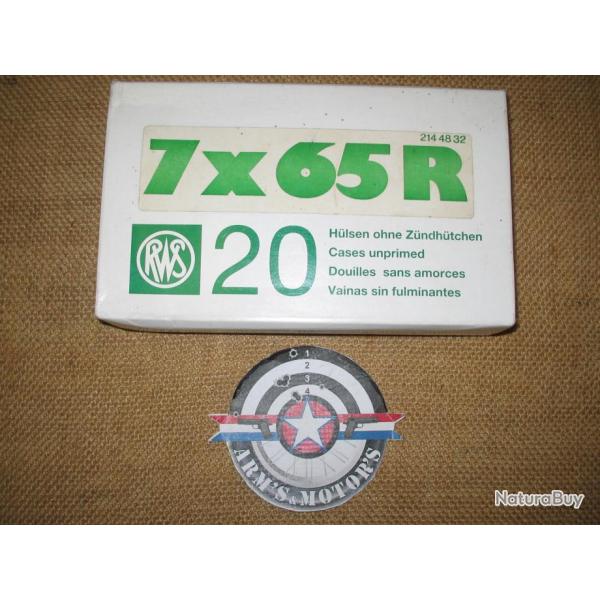 214 48 32
7x65R
RWS
20
Hülsen ohne Zündhütchen
Cases unprimed
Douilles sans amorces
Vainas sin fulminantes
1
2
3
4
ARM'S & MOTOR'S
NaturaBuy